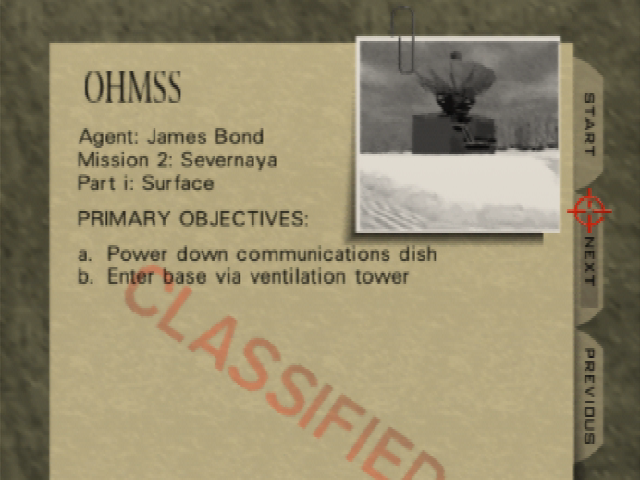 OHMSS
Agent: James Bond
Mission 2: Severnaya
Part i: Surface
PRIMARY OBJECTIVES:
a. Power down communications dish
b. Enter base via ventilation tower
CLASSIFIED
START
NEXT
PREVIOUS